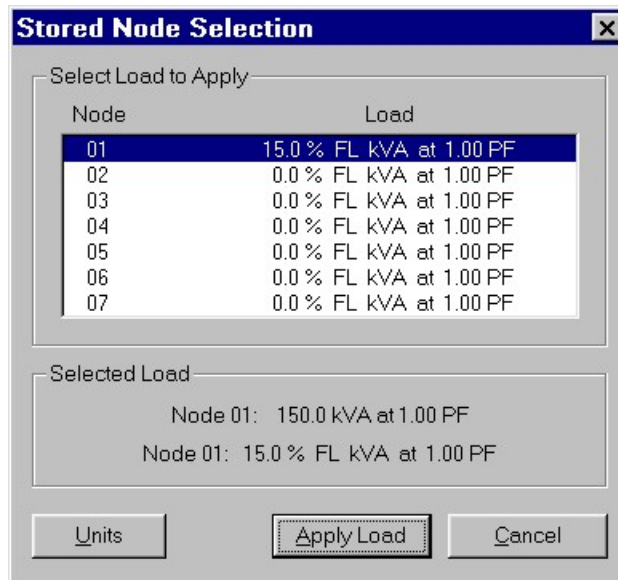 Stored Node Selection
Select Load to Apply
Node Load
01 15.0 % FL kVA at 1.00 PF
02 0.0 % FL kVA at 1.00 PF
03 0.0 % FL kVA at 1.00 PF
04 0.0 % FL kVA at 1.00 PF
05 0.0 % FL kVA at 1.00 PF
06 0.0 % FL kVA at 1.00 PF
07 0.0 % FL kVA at 1.00 PF
Selected Load
Node 01: 150.0 kVA at 1.00 PF
Node 01: 15.0 % FL kVA at 1.00 PF
Units Apply Load Cancel